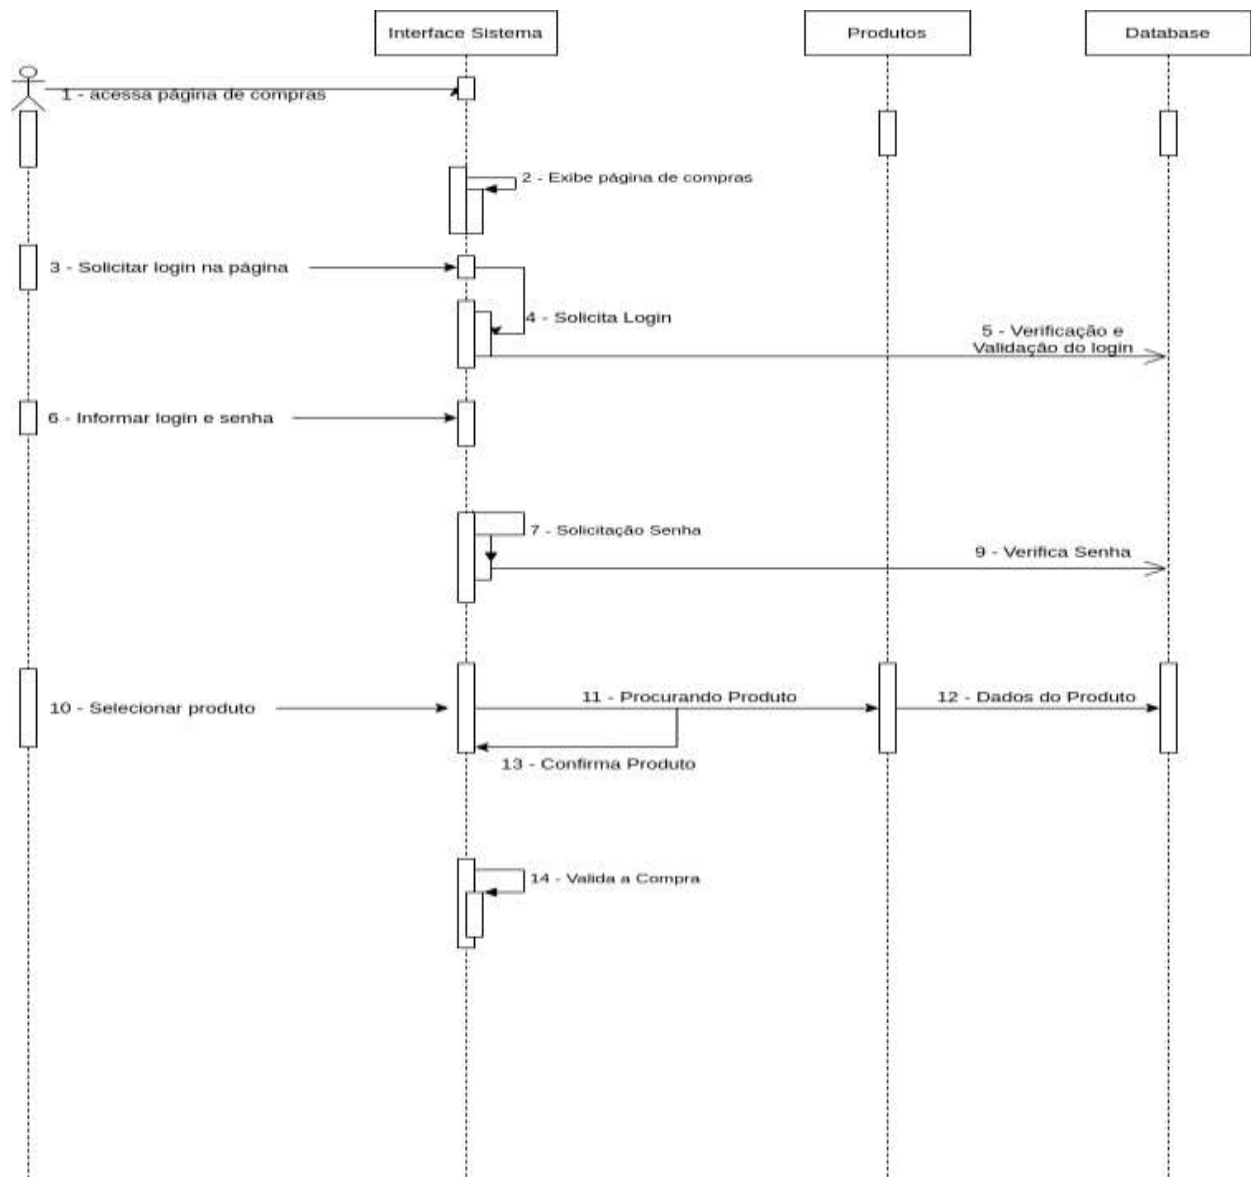 Interface Sistema
Produtos
Database
1 - acessa página de compras
2 - Exibe página de compras
3 - Solicitar login na página
4 - Solicita Login
5 - Verificação e
Validação do login
6 - Informar login e senha
7 - Solicitação Senha
9 - Verifica Senha
10 - Selecionar produto
11 - Procurando Produto
12 - Dados do Produto
13 - Confirma Produto
14 - Valida a Compra